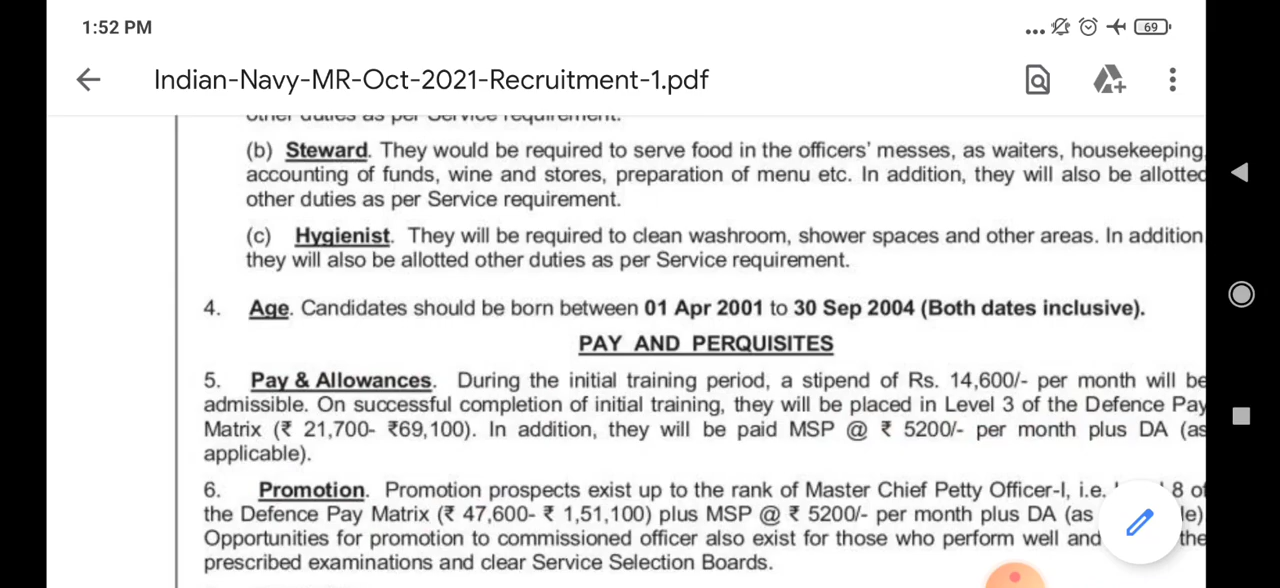 1:52 PM
69
Indian-Navy-MR-Oct-2021-Recruitment-1.pdf
other duties as per Service requirement.
(b) Steward. They would be required to serve food in the officers' messes, as waiters, housekeeping,
accounting of funds, wine and stores, preparation of menu etc. In addition, they will also be allotted
other duties as per Service requirement.
(c) Hygienist. They will be required to clean washroom, shower spaces and other areas. In addition
they will also be allotted other duties as per Service requirement.
4. Age. Candidates should be born between 01 Apr 2001 to 30 Sep 2004 (Both dates inclusive).
PAY AND PERQUISITES
5. Pay & Allowances. During the initial training period, a stipend of Rs. 14,600/- per month will be
admissible. On successful completion of initial training, they will be placed in Level 3 of the Defence Pay
Matrix (₹ 21,700- ₹69,100). In addition, they will be paid MSP @ ₹ 5200/- per month plus DA (as
applicable).
6. Promotion. Promotion prospects exist up to the rank of Master Chief Petty Officer-I, i.e. 8 of
the Defence Pay Matrix (₹ 47,600- ₹ 1,51,100) plus MSP @ ₹ 5200/- per month plus DA (as
Opportunities for promotion to commissioned officer also exist for those who perform well and the
prescribed examinations and clear Service Selection Boards.